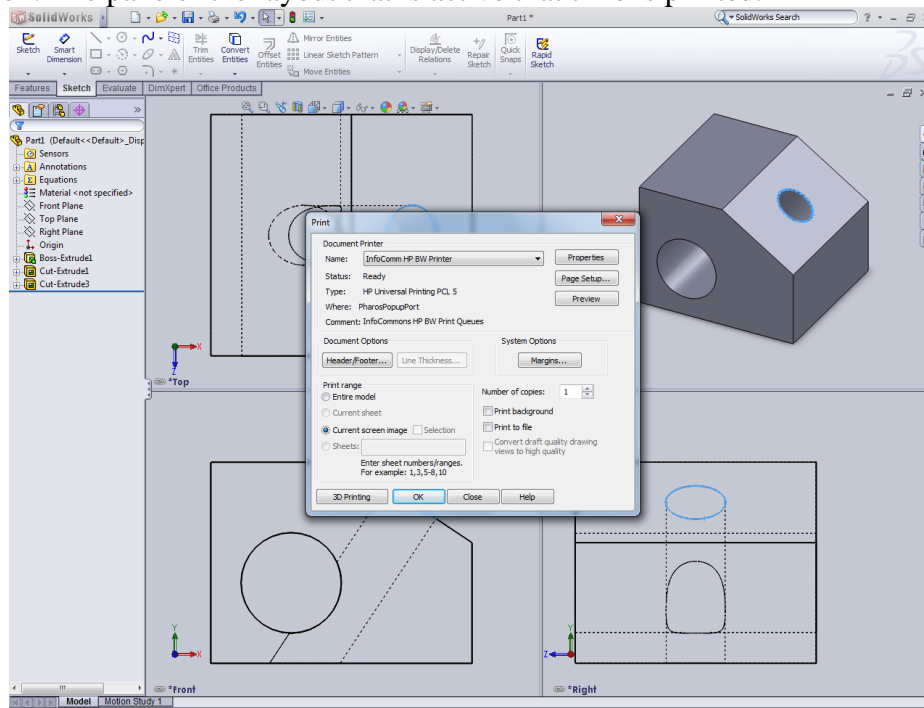 SolidWorks
Part1 *
SolidWorks Search
Sketch
Smart Dimension
Trim Entities
Convert Entities
Offset Entities
Mirror Entities
Linear Sketch Pattern
Move Entities
Display/Delete Relations
Repair Sketch
Quick Snaps
Rapid Sketch
Features Sketch Evaluate DimXpert Office Products
Part1 (Default<<Default>_Disp
Sensors
Annotations
Equations
Material <not specified>
Front Plane
Top Plane
Right Plane
Origin
Boss-Extrude1
Cut-Extrude1
Cut-Extrude3
Print
Document Printer
Name: InfoComm HP BW Printer Properties
Status: Ready Page Setup...
Type: HP Universal Printing PCL 5 Preview
Where: PharosPopupPort
Comment: InfoCommons HP BW Print Queues
Document Options System Options
Header/Footer... Line Thickness... Margins...
Print range
Entire model
Current sheet
Current screen image Selection
Sheets:
Enter sheet numbers/ranges.
For example: 1,3,5-8,10
Number of copies: 1
Print background
Print to file
Convert draft quality drawing
views to high quality
3D Printing OK Close Help
X
Z
*Top
Y
X
*Front
Y
Z
*Right
Model Motion Study 1